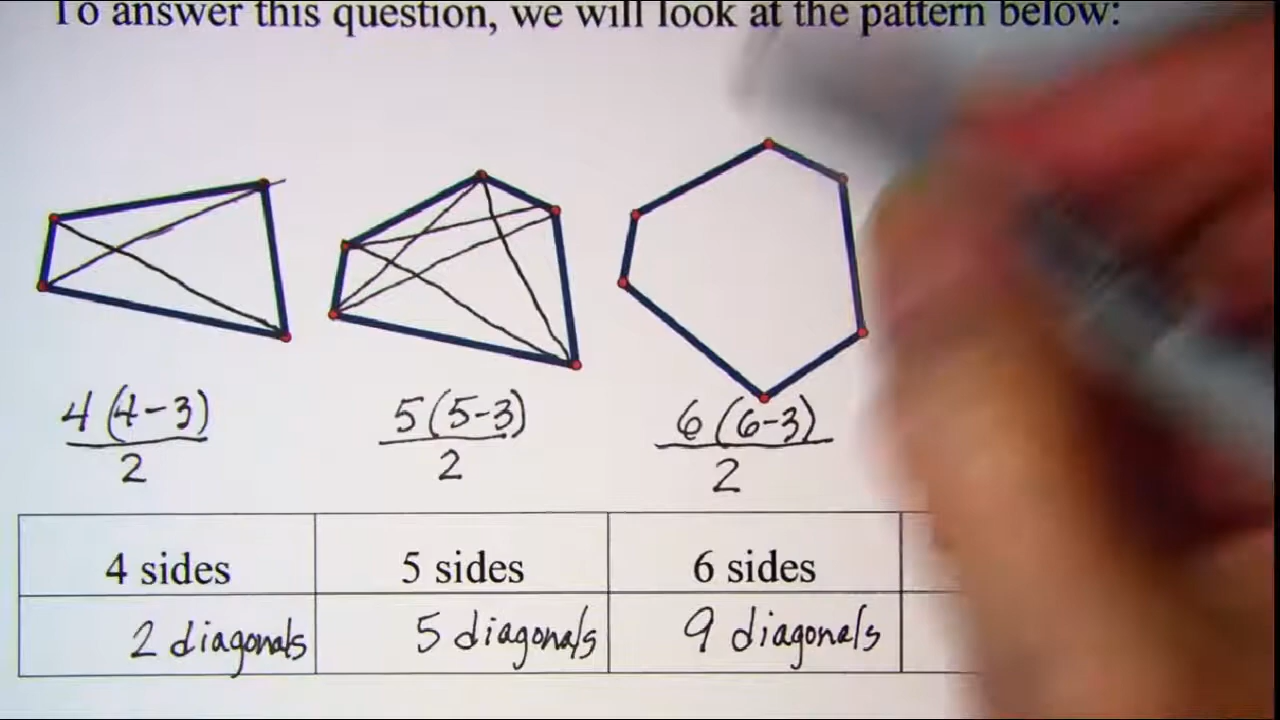 To answer this question, we will look at the pattern below:
4(4-3) 5(5-3) 6(6-3)
2 2 2
4 sides 5 sides 6 sides
2 diagonals 5 diagonals 9 diagonals